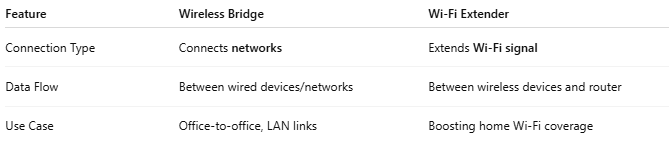 Feature Wireless Bridge Wi-Fi Extender
Connection Type Connects networks Extends Wi-Fi signal
Data Flow Between wired devices/networks Between wireless devices and router
Use Case Office-to-office, LAN links Boosting home Wi-Fi coverage